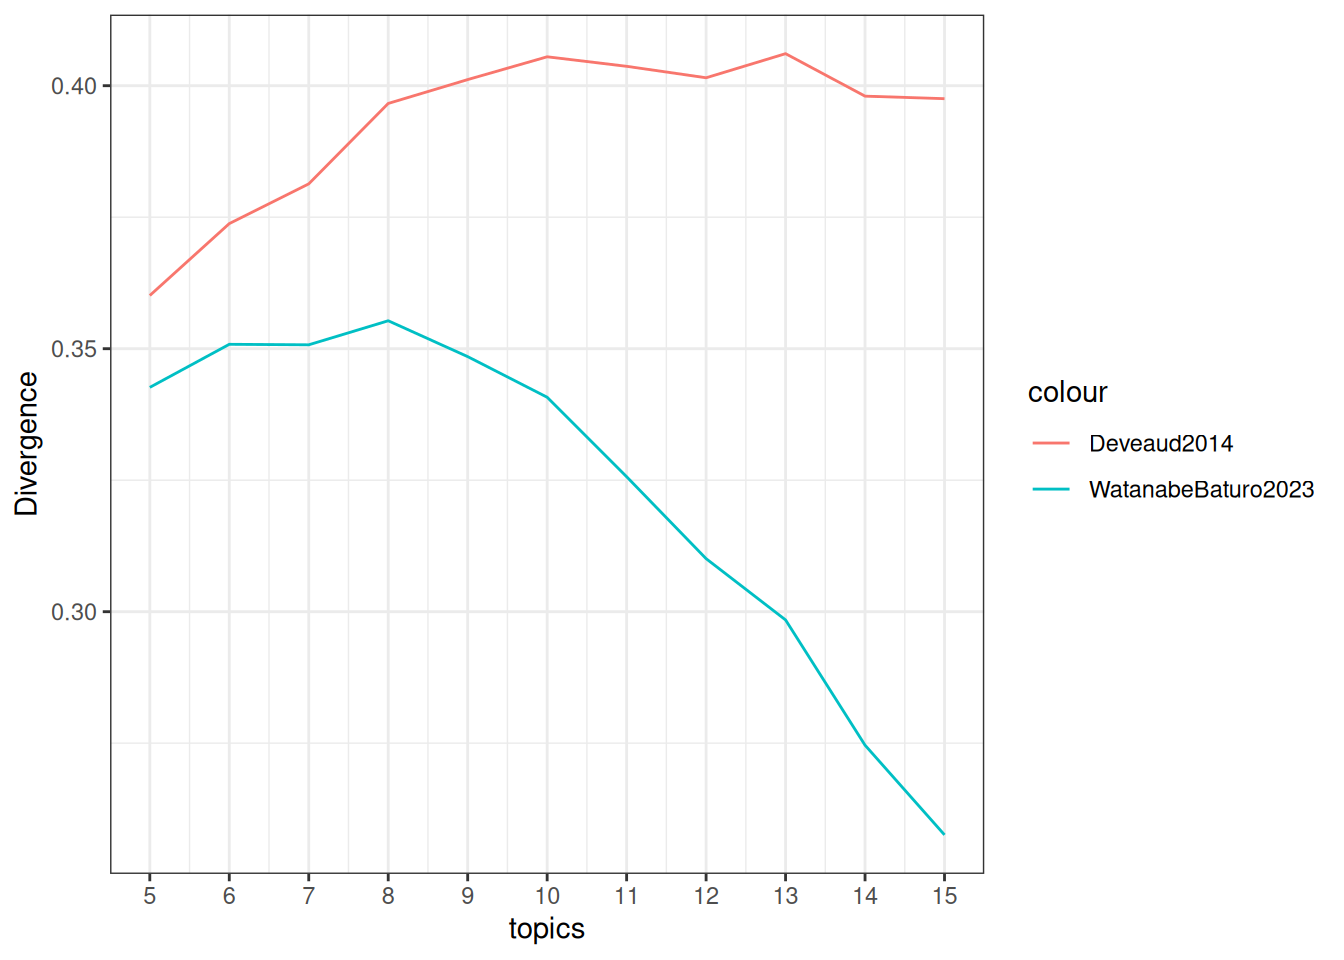 0.40
0.35
0.30
Divergence
5 6 7 8 9 10 11 12 13 14 15
topics
colour
Deveaud2014
WatanabeBaturo2023